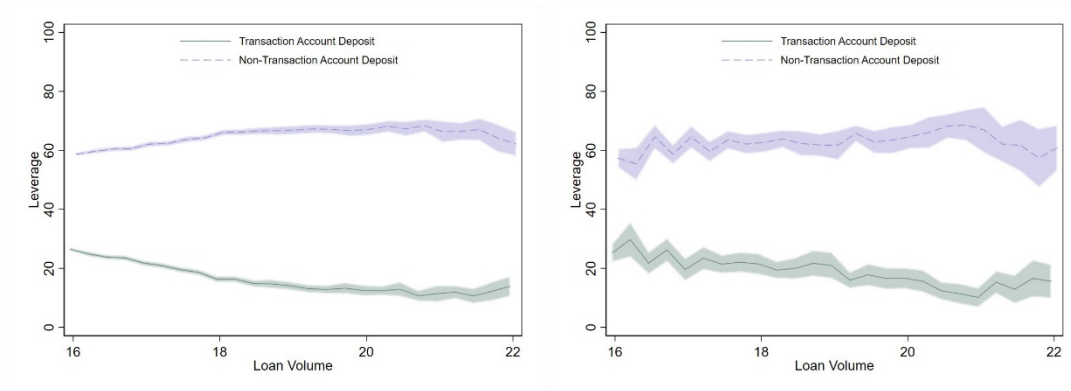 100
80
60
40
20
0
Leverage
Transaction Account Deposit
Non-Transaction Account Deposit
16
18
20
22
Loan Volume
100
80
60
40
20
0
Leverage
Transaction Account Deposit
Non-Transaction Account Deposit
16
18
20
22
Loan Volume